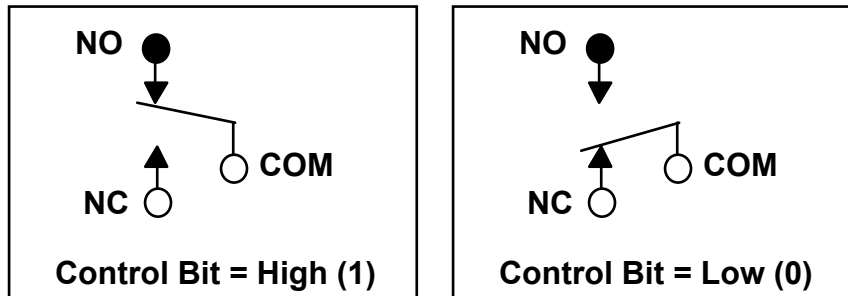 NO
COM
NC
Control Bit = High (1)
NO
COM
NC
Control Bit = Low (0)